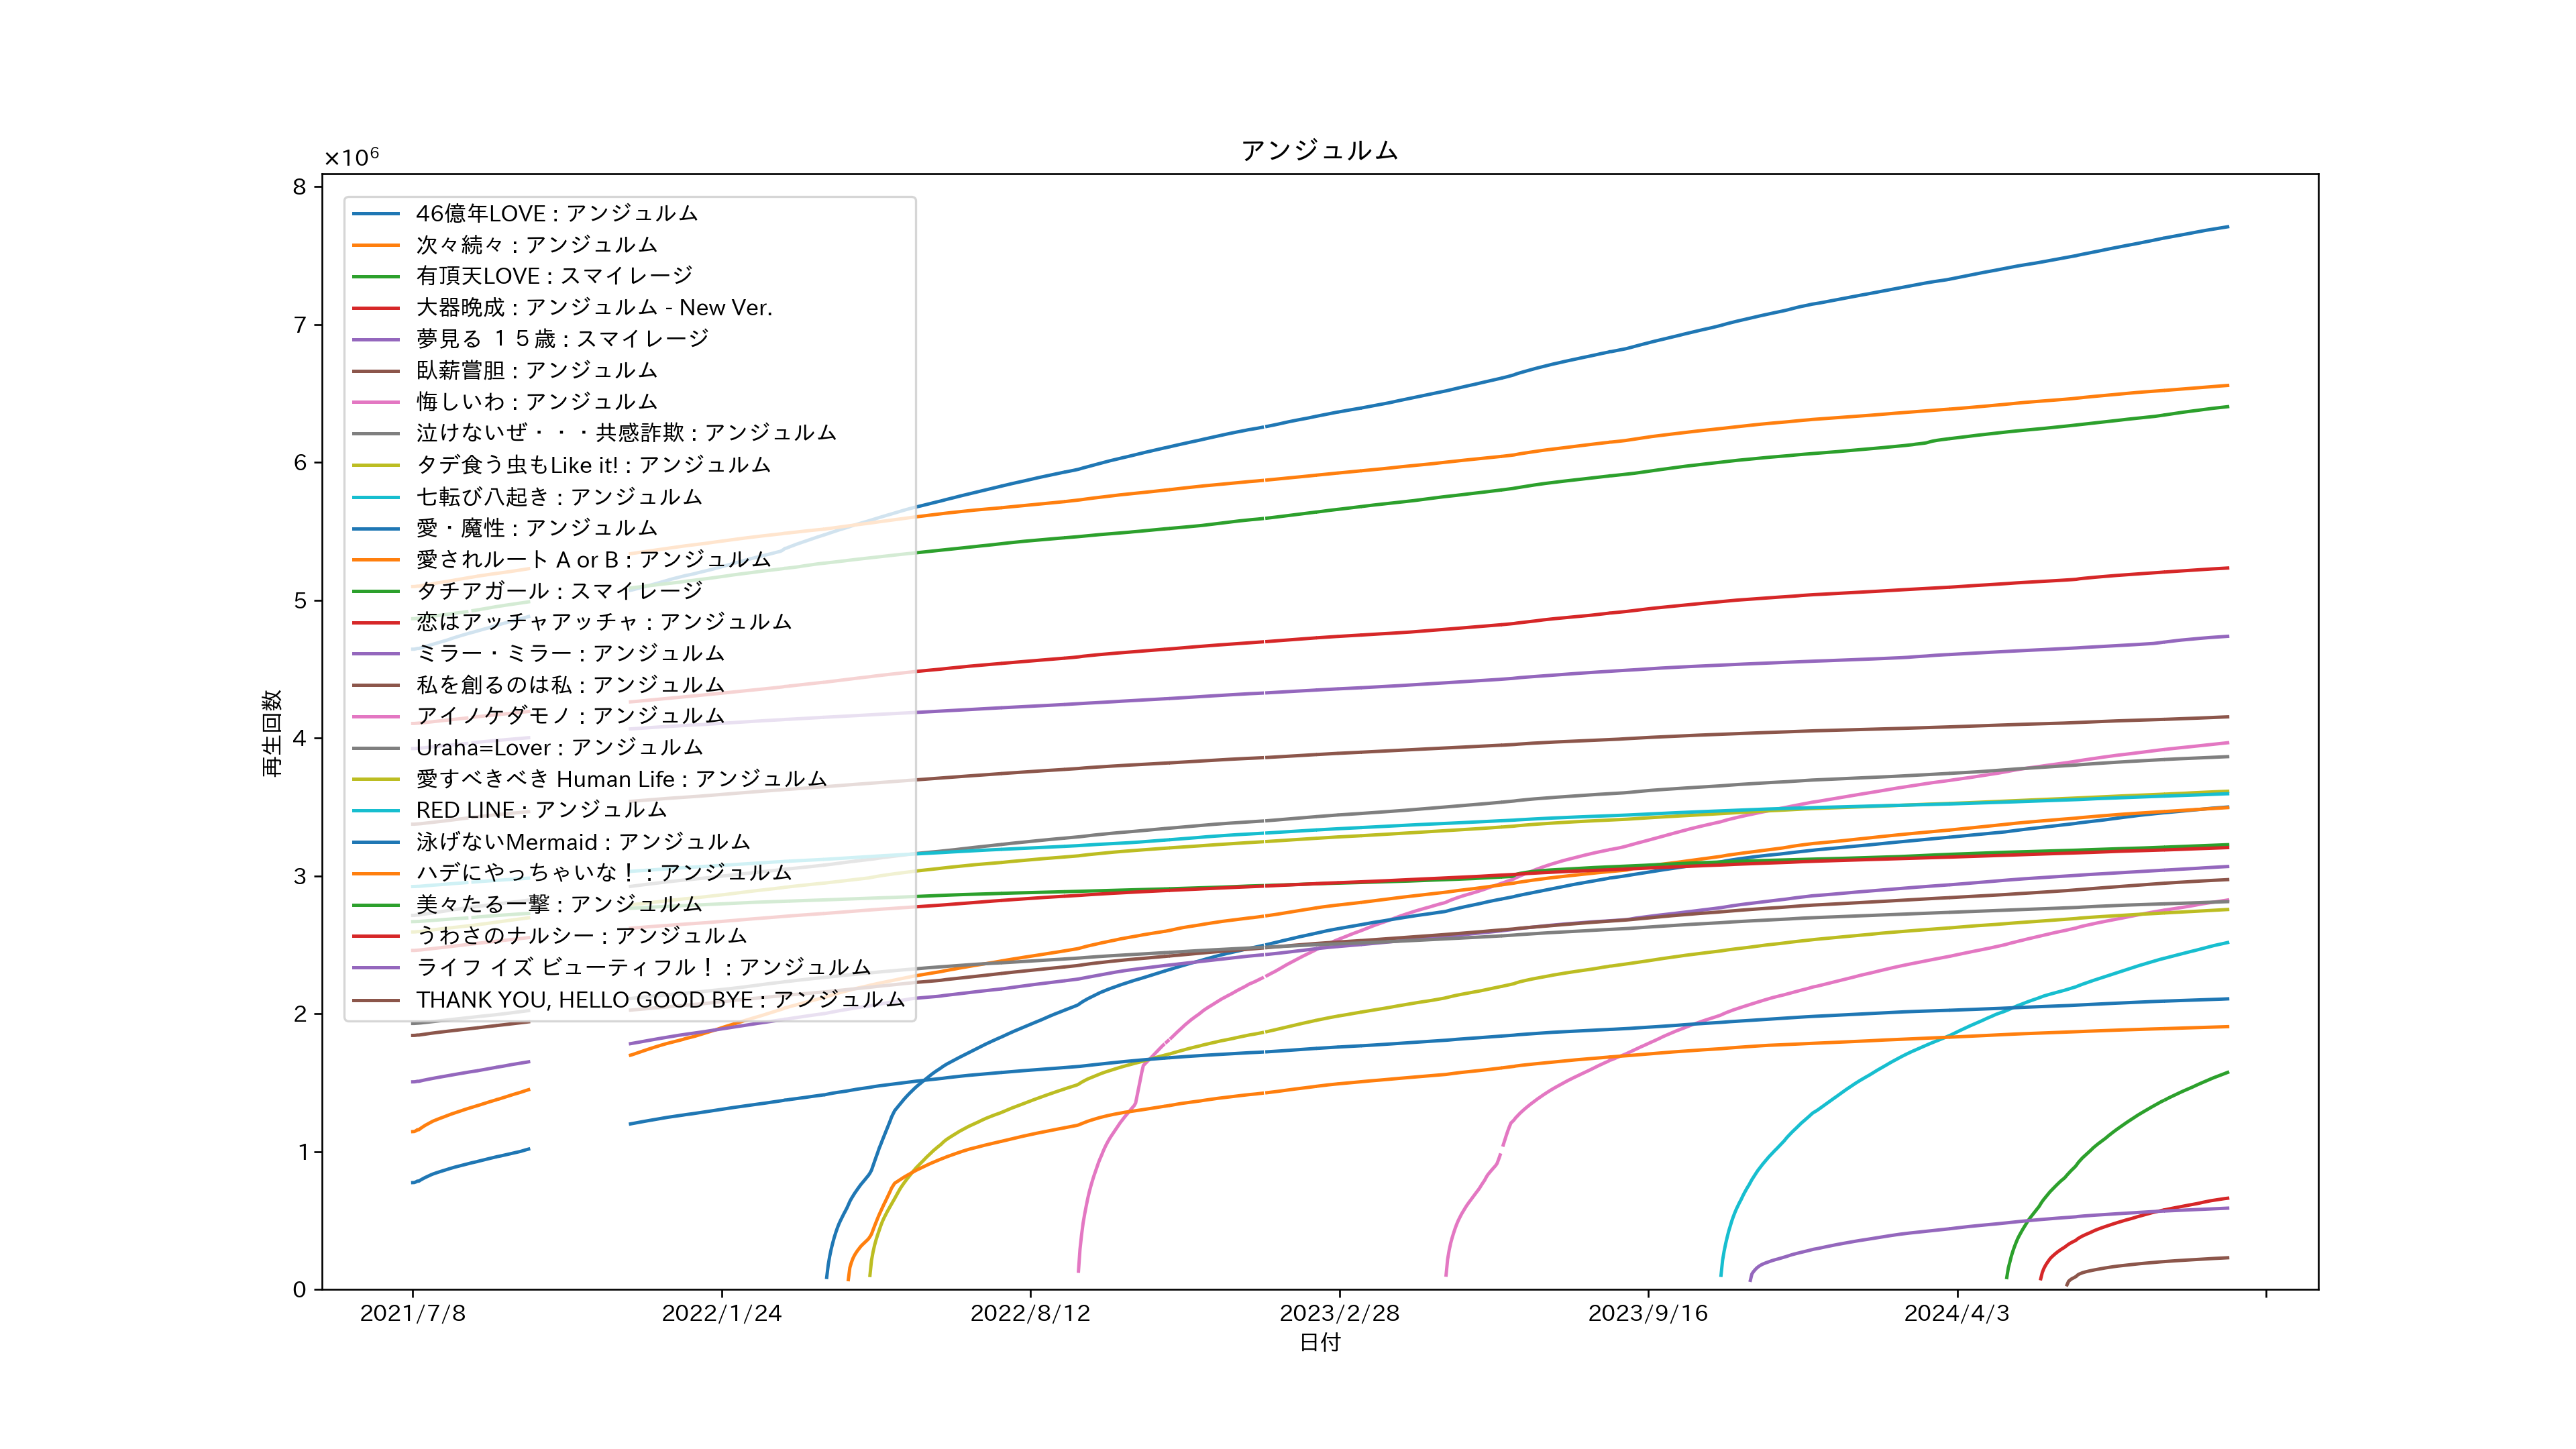 アンジュルム
×10⁶
8
7
6
5
4
3
2
1
0
再生回数
46億年LOVE : アンジュルム
次々続々 : アンジュルム
有頂天LOVE : スマイレージ
大器晩成 : アンジュルム - New Ver.
夢見る １５歳 : スマイレージ
臥薪嘗胆 : アンジュルム
悔しいわ : アンジュルム
泣けないぜ・・・共感詐欺 : アンジュルム
タデ食う虫もLike it! : アンジュルム
七転び八起き : アンジュルム
愛・魔性 : アンジュルム
愛されルート A or B : アンジュルム
タチアガール : スマイレージ
恋はアッチャアッチャ : アンジュルム
ミラー・ミラー : アンジュルム
私を創るのは私 : アンジュルム
アイノケダモノ : アンジュルム
Uraha=Lover : アンジュルム
愛すべきべき Human Life : アンジュルム
RED LINE : アンジュルム
泳げないMermaid : アンジュルム
ハデにやっちゃいな！ : アンジュルム
美々たる一撃 : アンジュルム
うわさのナルシー : アンジュルム
ライフ イズ ビューティフル！ : アンジュルム
THANK YOU, HELLO GOOD BYE : アンジュルム
2021/7/8
2022/1/24
2022/8/12
2023/2/28
2023/9/16
2024/4/3
日付